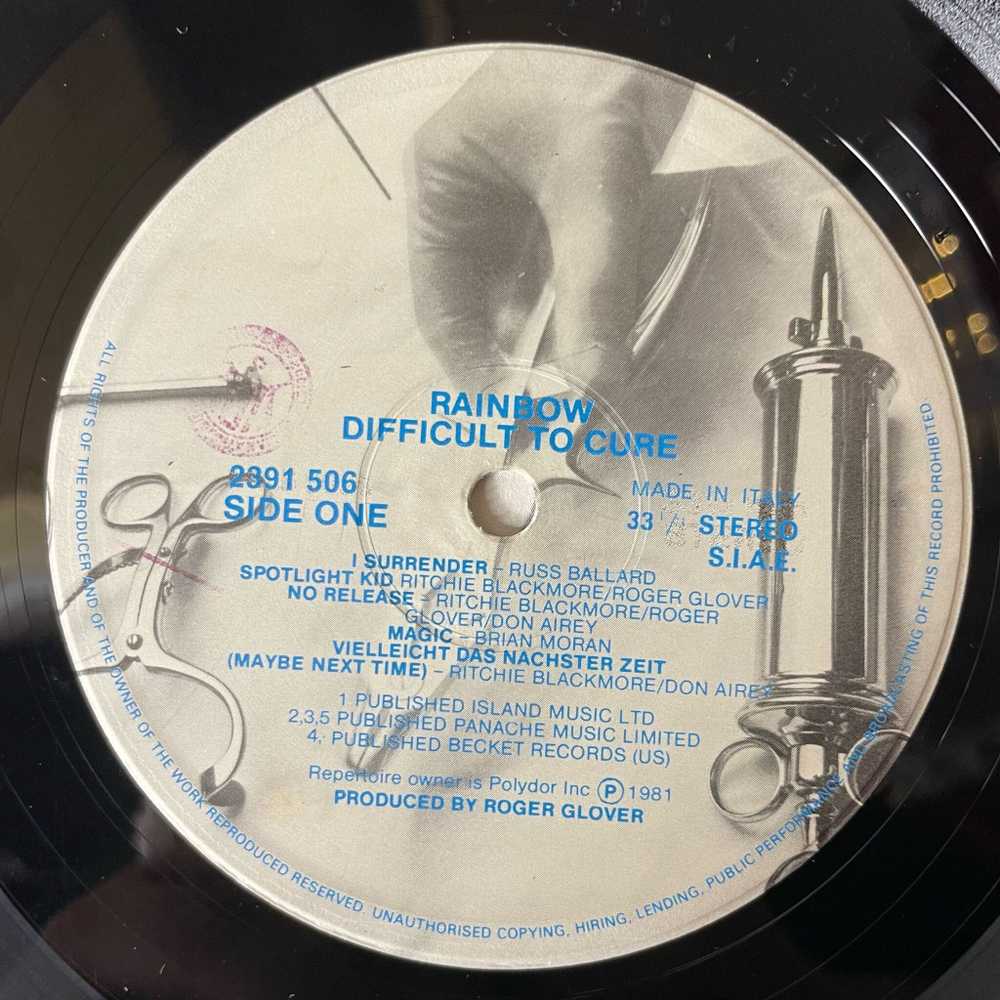 RAINBOW
DIFFICULT TO CURE
2391 506
SIDE ONE
MADE IN ITALY
33 ⅓ STEREO
S.I.A.E.
I SURRENDER – RUSS BALLARD
SPOTLIGHT KID RITCHIE BLACKMORE/ROGER GLOVER
NO RELEASE – RITCHIE BLACKMORE/ROGER
GLOVER/DON AIREY
MAGIC – BRIAN MORAN
VIELLEICHT DAS NACHSTER ZEIT
(MAYBE NEXT TIME) – RITCHIE BLACKMORE/DON AIREY
1 PUBLISHED ISLAND MUSIC LTD
2,3,5 PUBLISHED PANACHE MUSIC LIMITED
4, PUBLISHED BECKET RECORDS (US)
Repertoire owner is Polydor Inc Ⓟ 1981
PRODUCED BY ROGER GLOVER
ALL RIGHTS OF THE PRODUCER AND OF THE OWNER OF THE WORK REPRODUCED RESERVED. UNAUTHORISED COPYING, HIRING, LENDING, PUBLIC PERFORMANCE AND BROADCASTING OF THIS RECORD PROHIBITED.